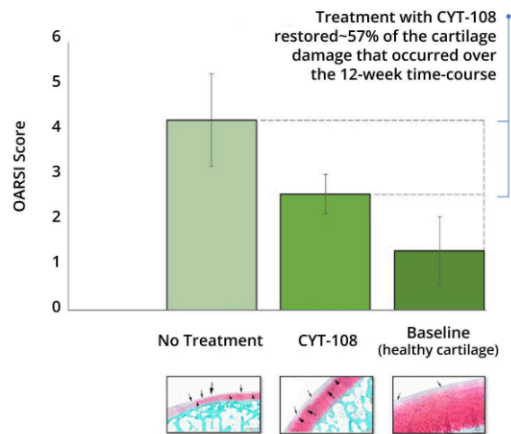 Treatment with CYT-108
restored~57% of the cartilage
damage that occurred over
the 12-week time-course
OARSI Score
6
5
4
3
2
1
0
No Treatment
CYT-108
Baseline
(healthy cartilage)